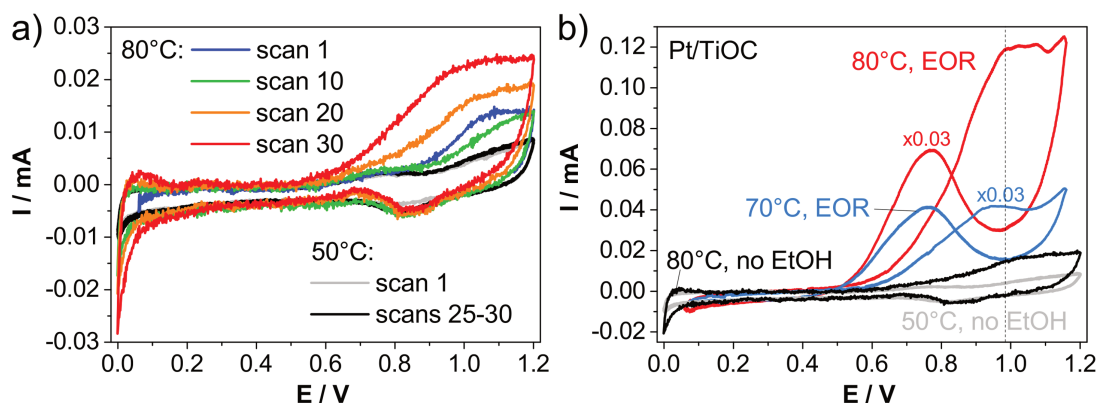 a)
80°C:
scan 1
scan 10
scan 20
scan 30
50°C:
scan 1
scans 25-30
I / mA
0.03
0.02
0.01
0.00
-0.01
-0.02
-0.03
0.0 0.2 0.4 0.6 0.8 1.0 1.2
E / V
b)
Pt/TiOC
80°C, EOR
x0.03
70°C, EOR
x0.03
80°C, no EtOH
50°C, no EtOH
I / mA
0.12
0.10
0.08
0.06
0.04
0.02
0.00
-0.02
0.0 0.2 0.4 0.6 0.8 1.0 1.2
E / V